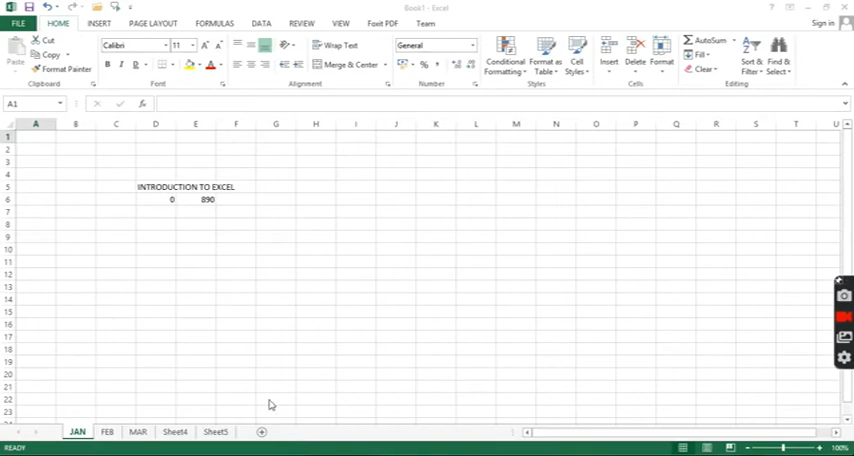 Book1 - Excel
FILE HOME INSERT PAGE LAYOUT FORMULAS DATA REVIEW VIEW Foxit PDF Team Sign in
Paste Cut Copy Format Painter
Clipboard
Calibri 11
B I U
Font
Wrap Text
Merge & Center
Alignment
General
%
Number
Conditional Formatting
Format as Table
Cell Styles
Styles
Insert Delete Format
Cells
AutoSum
Fill
Clear
Sort & Filter
Find & Select
Editing
A1 fx
A B C D E F G H I J K L M N O P Q R S T U
1
2
3
4
5 INTRODUCTION TO EXCEL
6 0 890
7
8
9
10
11
12
13
14
15
16
17
18
19
20
21
22
23
JAN FEB MAR Sheet4 Sheet5
READY 100%